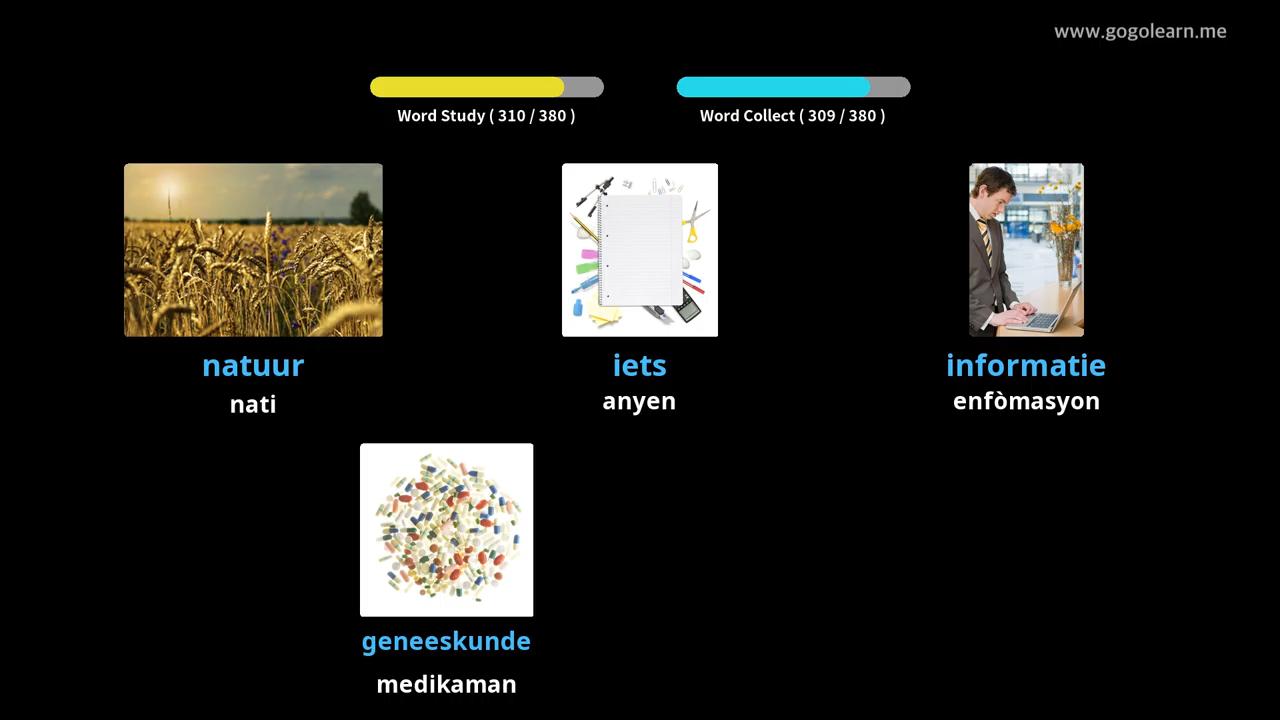 www.gogolearn.me
Word Study ( 310 / 380 )
Word Collect ( 309 / 380 )
natuur
nati
iets
anyen
informatie
enfòmasyon
geneeskunde
medikaman